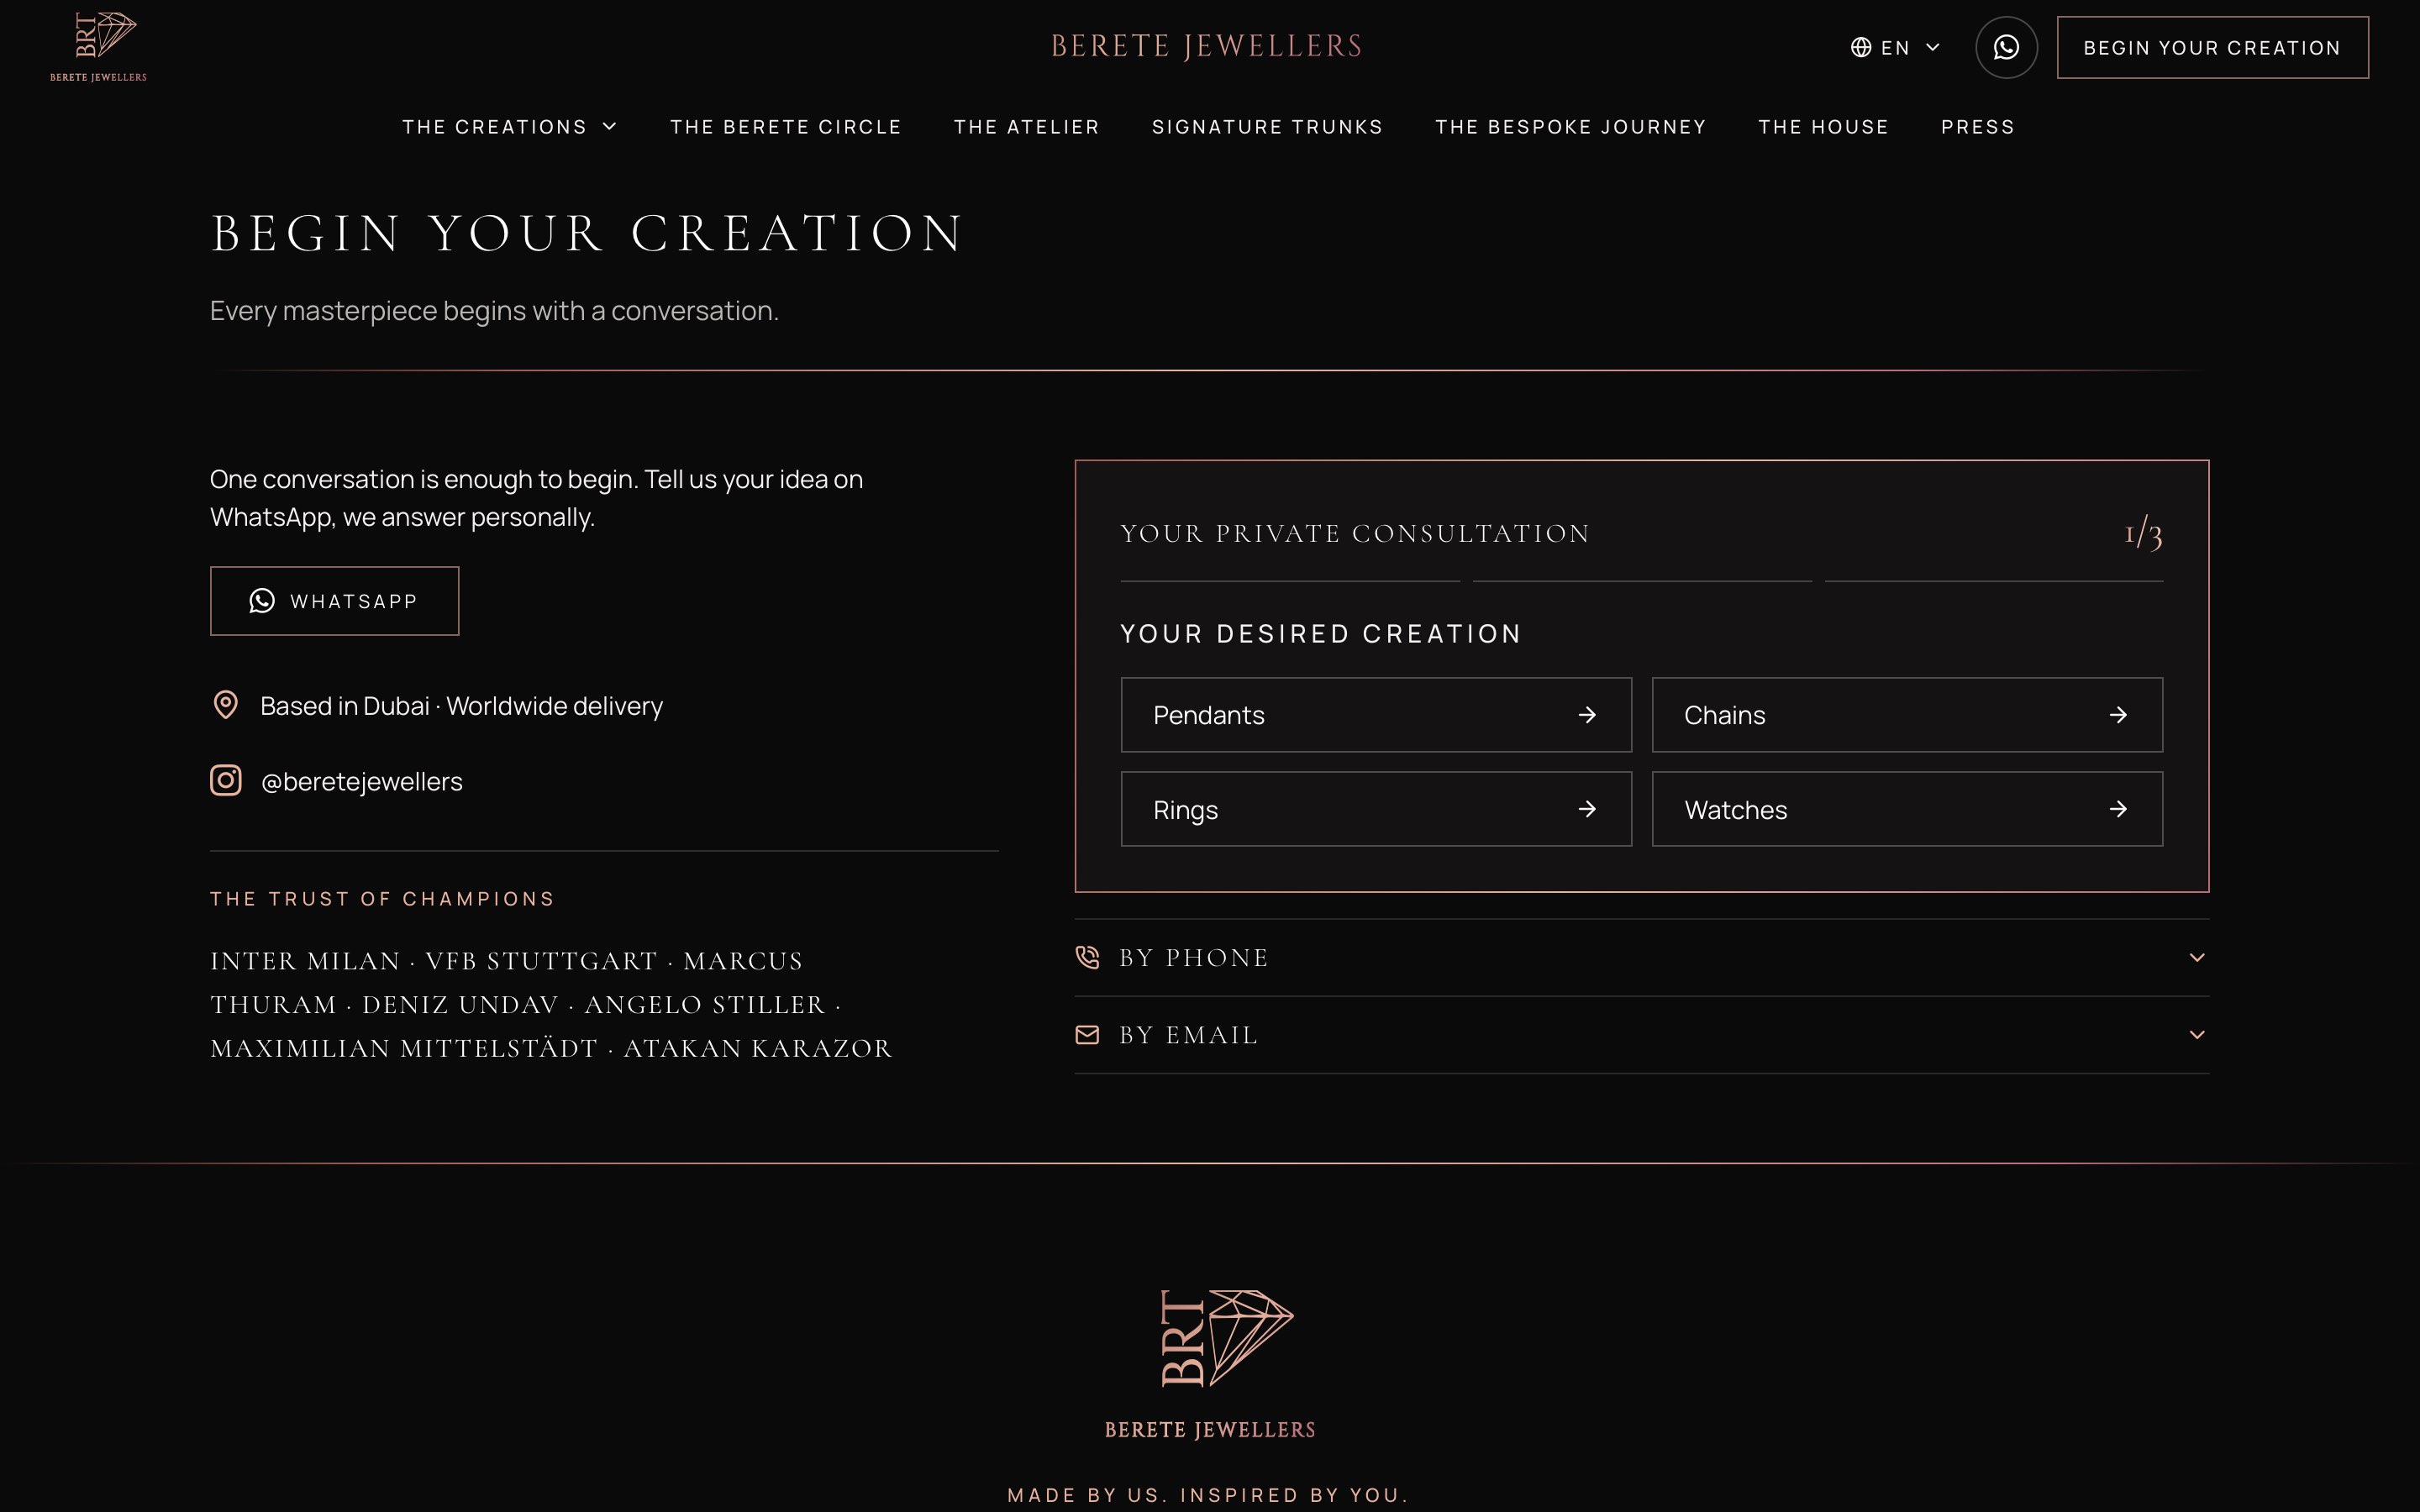 BRT
BERETE JEWELLERS
BERETE JEWELLERS
EN
BEGIN YOUR CREATION
THE CREATIONS
THE BERETE CIRCLE
THE ATELIER
SIGNATURE TRUNKS
THE BESPOKE JOURNEY
THE HOUSE
PRESS
BEGIN YOUR CREATION
Every masterpiece begins with a conversation.
One conversation is enough to begin. Tell us your idea on
WhatsApp, we answer personally.
WHATSAPP
Based in Dubai · Worldwide delivery
@beretejewellers
THE TRUST OF CHAMPIONS
INTER MILAN · VFB STUTTGART · MARCUS
THURAM · DENIZ UNDAV · ANGELO STILLER ·
MAXIMILIAN MITTELSTÄDT · ATAKAN KARAZOR
YOUR PRIVATE CONSULTATION
1/3
YOUR DESIRED CREATION
Pendants
Chains
Rings
Watches
BY PHONE
BY EMAIL
BRT
BERETE JEWELLERS
MADE BY US. INSPIRED BY YOU.